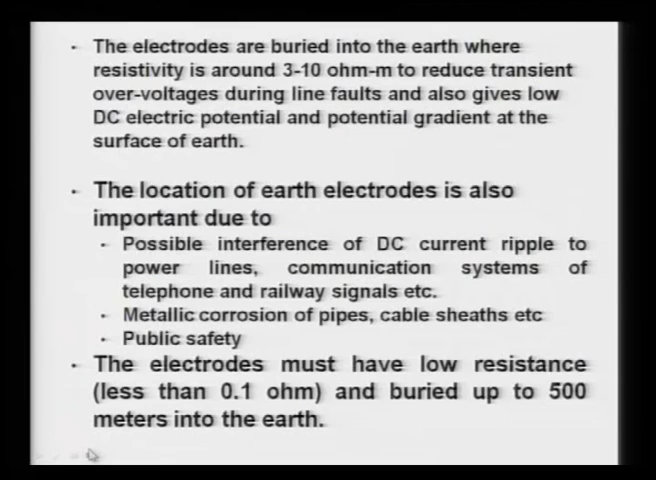 · The electrodes are buried into the earth where
resistivity is around 3-10 ohm-m to reduce transient
over-voltages during line faults and also gives low
DC electric potential and potential gradient at the
surface of earth.
· The location of earth electrodes is also
important due to
· Possible interference of DC current ripple to
power lines, communication systems of
telephone and railway signals etc.
· Metallic corrosion of pipes, cable sheaths etc
· Public safety
· The electrodes must have low resistance
(less than 0.1 ohm) and buried up to 500
meters into the earth.